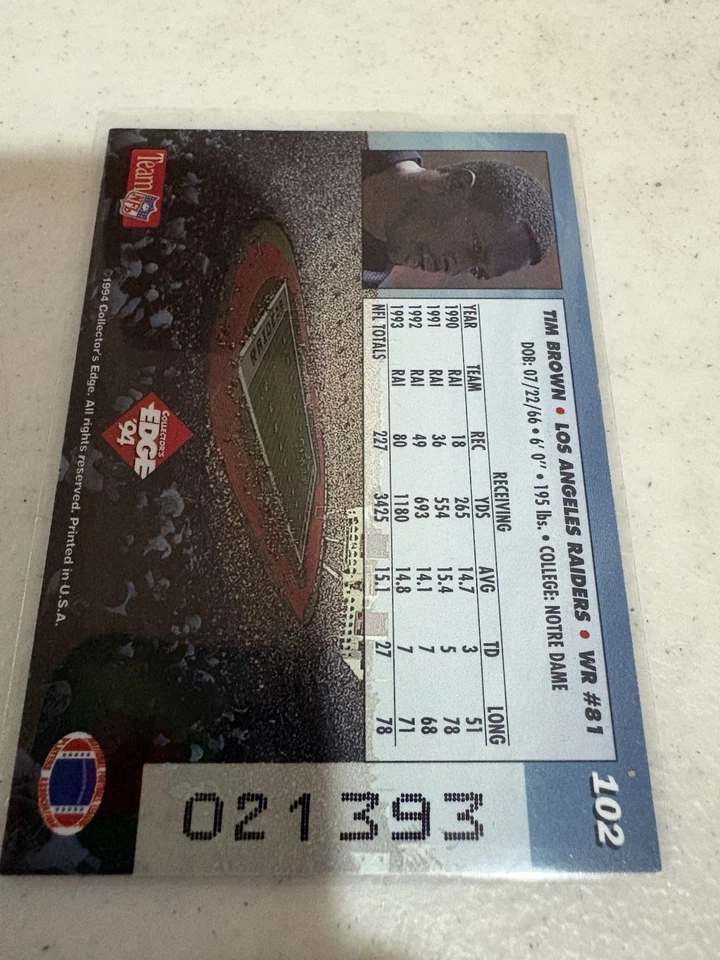 102
TIM BROWN • LOS ANGELES RAIDERS • WR #81
DOB: 07/22/66 • 6' 0" • 195 lbs. • COLLEGE: NOTRE DAME
RECEIVING
YEAR TEAM REC YDS AVG TD LONG
1990 RAI 18 265 14.7 3 51
1991 RAI 36 554 15.4 5 78
1992 RAI 49 693 14.1 7 68
1993 RAI 80 1180 14.8 7 71
NFL TOTALS 227 3425 15.1 27 78
RAIDERS
021393
Team NFL
COLLECTOR'S
EDGE
94
©1994 Collector's Edge. All rights reserved. Printed in U.S.A.